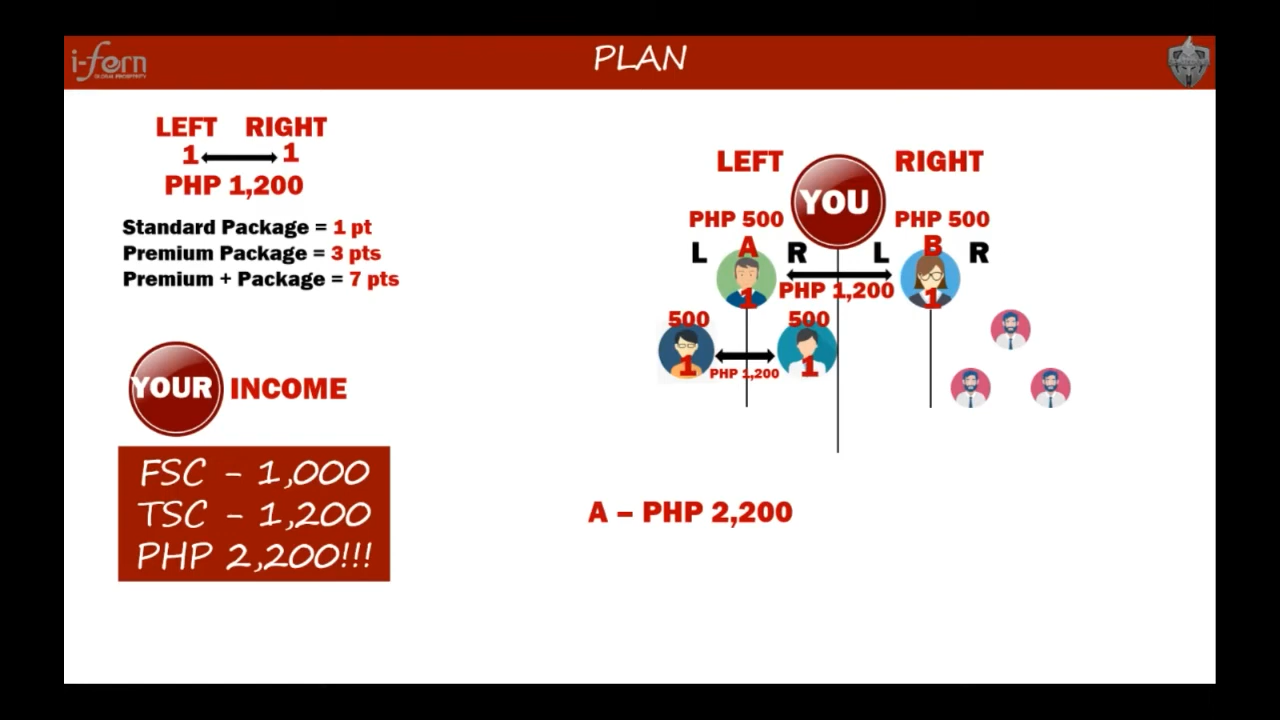 i-fern
GLOBAL PROSPERITY
PLAN
LEFT RIGHT
1 1
PHP 1,200
Standard Package = 1 pt
Premium Package = 3 pts
Premium + Package = 7 pts
YOUR INCOME
FSC - 1,000
TSC - 1,200
PHP 2,200!!!
LEFT RIGHT
YOU
PHP 500 PHP 500
L A R L B R
1 PHP 1,200 1
500 500
1 PHP 1,200 1
A – PHP 2,200